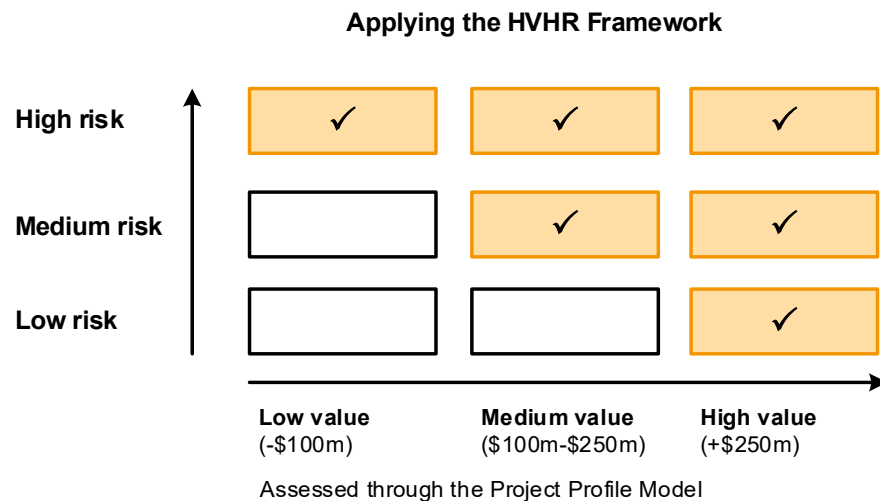 Applying the HVHR Framework
High risk ✓ ✓ ✓
Medium risk ✓ ✓
Low risk ✓
Low value Medium value High value
(-$100m) ($100m-$250m) (+$250m)
Assessed through the Project Profile Model